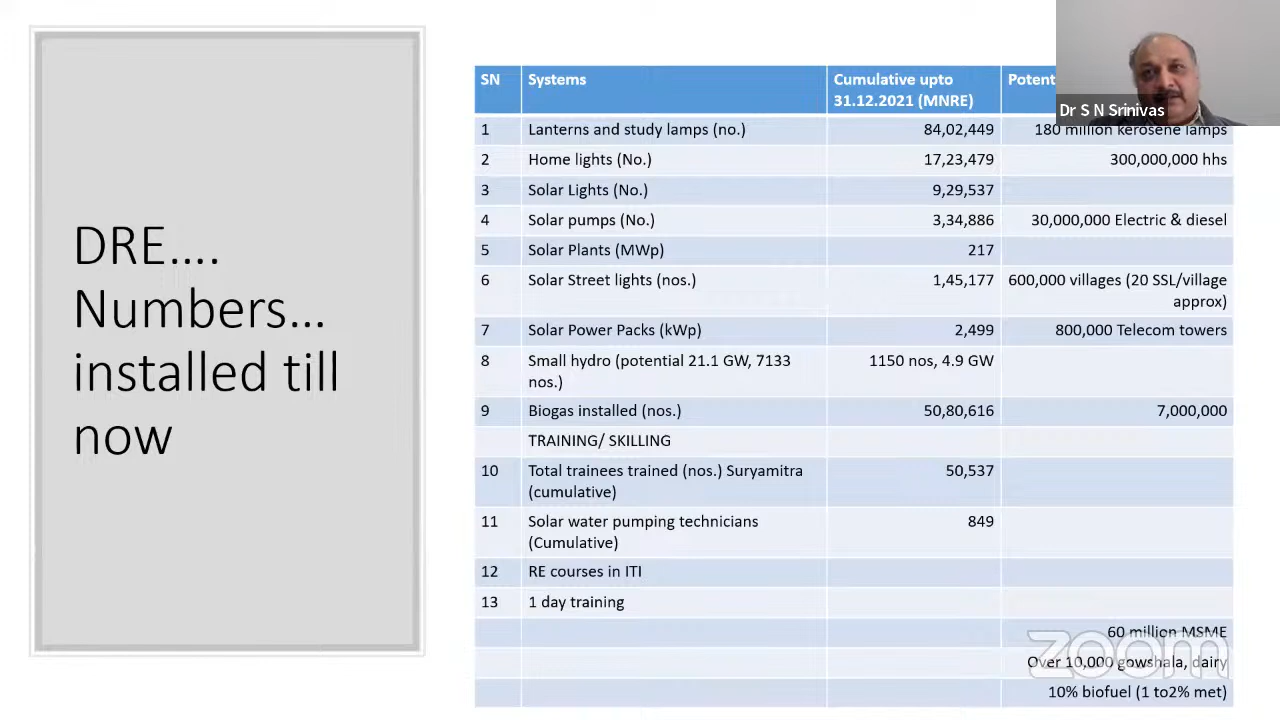 DRE....
Numbers...
installed till
now
SN Systems Cumulative upto
31.12.2021 (MNRE)
Dr S N Srinivas
1 Lanterns and study lamps (no.) 84,02,449 180 million kerosene lamps
2 Home lights (No.) 17,23,479 300,000,000 hhs
3 Solar Lights (No.) 9,29,537
4 Solar pumps (No.) 3,34,886 30,000,000 Electric & diesel
5 Solar Plants (MWp) 217
6 Solar Street lights (nos.) 1,45,177 600,000 villages (20 SSL/village
approx)
7 Solar Power Packs (kWp) 2,499 800,000 Telecom towers
8 Small hydro (potential 21.1 GW, 7133 1150 nos, 4.9 GW
nos.)
9 Biogas installed (nos.) 50,80,616 7,000,000
TRAINING/ SKILLING
10 Total trainees trained (nos.) Suryamitra 50,537
(cumulative)
11 Solar water pumping technicians 849
(Cumulative)
12 RE courses in ITI
13 1 day training
60 million MSME
Over 10,000 gowshala, dairy
10% biofuel (1 to2% met)
zoom